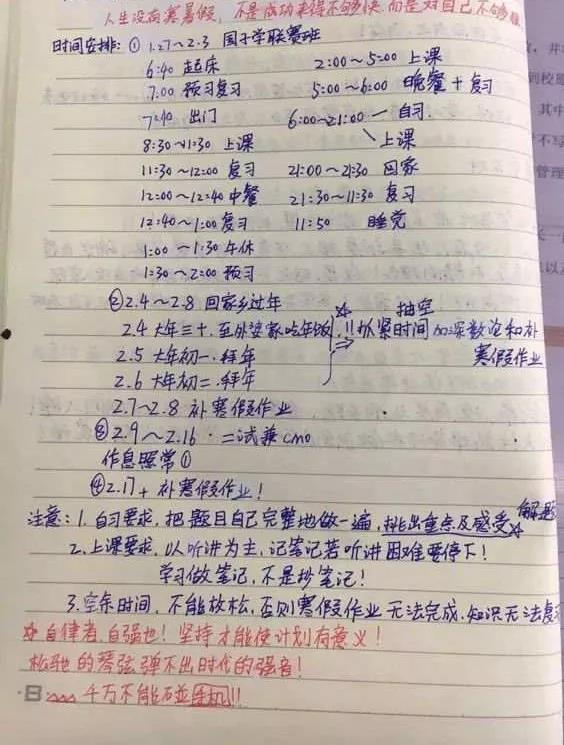 人生没有寒暑假,不是成功来得不够快,而是对自己不够狠
时间安排:① 1.27~2.3 国子学联赛班
6:40 起床 2:00~5:00 上课
7:00 预习复习 5:00~6:00 晚餐+复习
7:40 出门 6:00~21:00 — 自习.
8:30~11:30 上课 上课
11:30~12:00 复习 21:00~21:30 回家
12:00~12:40 中餐 21:30~11:30 复习
12:40~1:00 复习 11:50 睡觉
1:00~1:30 午休
1:30~2:00 预习
②2.4~2.8 回家乡过年
2.4 大年三十.至外婆家吃年饭 ☆ 抽空
!!抓紧时间 加深数论和补
2.5 大年初一.拜年 寒假作业
2.6 大年初二.拜年
2.7~2.8 补寒假作业
③2.9~2.16.二试兼CMO
作息照常①
④2.17+ 补寒假作业!
注意:1.自习要求,把题目自己完整地做一遍,挑出重点及感受☆解题
2.上课要求.以听讲为主,记笔记若听讲困难要停下!
学习做笔记,不是抄笔记!
3.空余时间,不能放松,否则寒假作业无法完成.知识无法复
☆自律者,自强也!坚持才能使计划有意义!
松驰的琴弦弹不出时代的强音!
千万不能碰手机!!